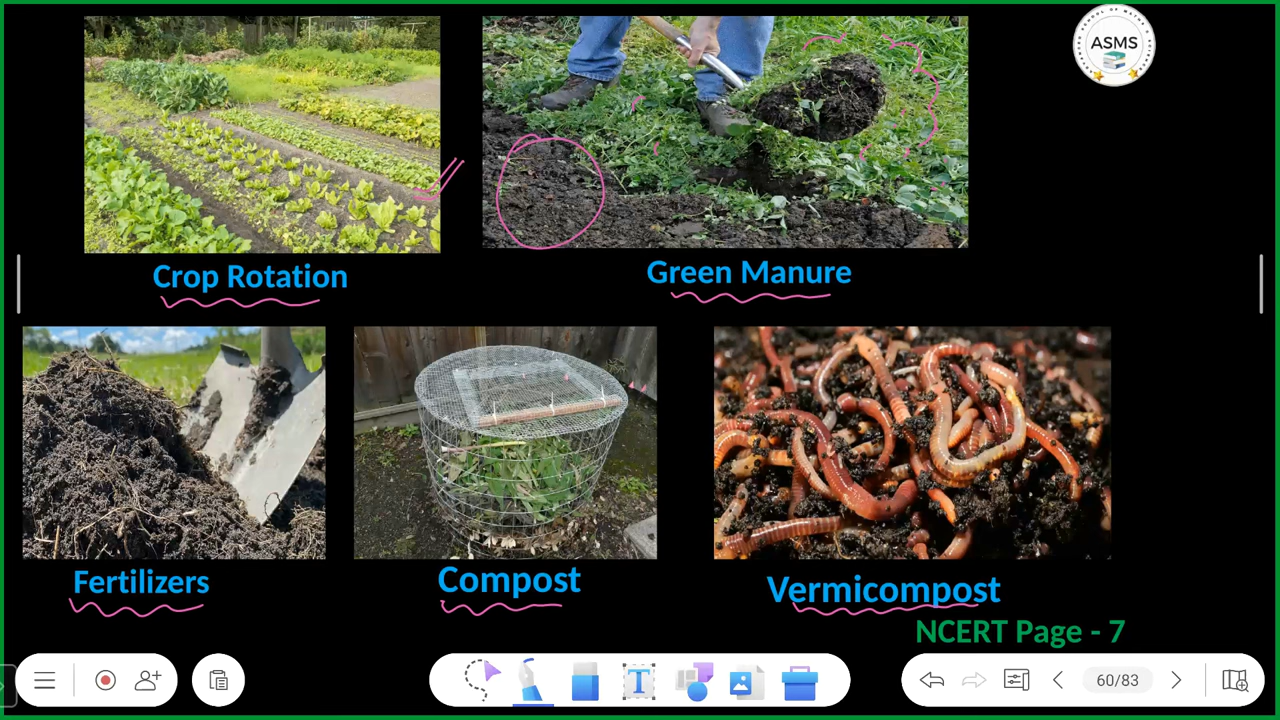 ASMS
Crop Rotation
Green Manure
Fertilizers
Compost
Vermicompost
NCERT Page - 7
T
60/83